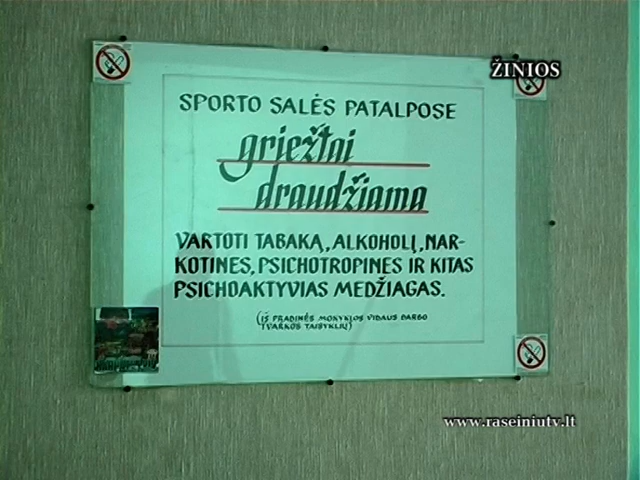 ŽINIOS
SPORTO SALĖS PATALPOSE
griežtai
draudžiama
VARTOTI TABAKĄ, ALKOHOLĮ, NAR-
KOTINES, PSICHOTROPINES IR KITAS
PSICHOAKTYVIAS MEDŽIAGAS.
(IŠ PRADINĖS MOKYKLOS VIDAUS DARBO
TVARKOS TAISYKLIŲ)
www.raseiniutv.lt